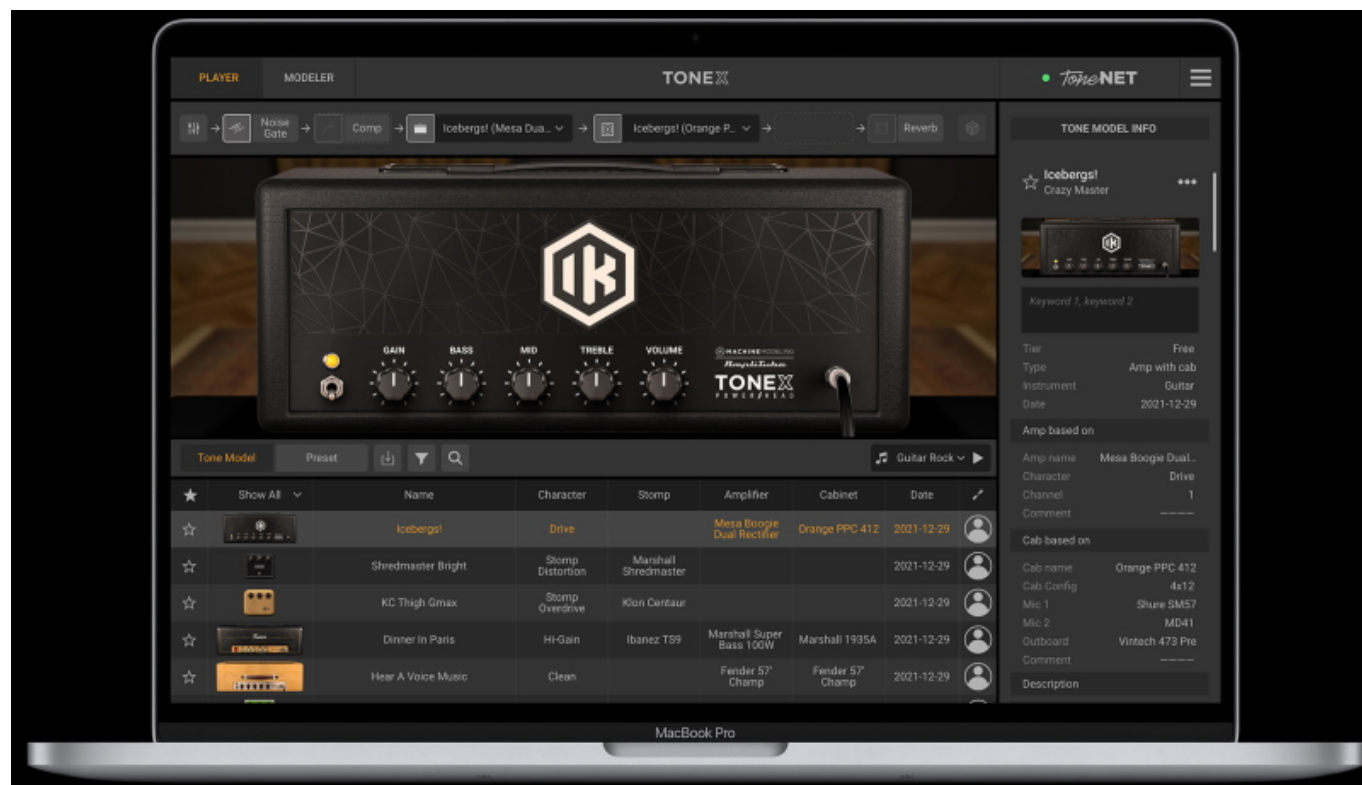 PLAYER
MODELER
TONEX
ToneNET
Noise
Gate
Comp
Icebergs! (Mesa Dua...
Icebergs! (Orange P...
Reverb
TONE MODEL INFO
Icebergs!
Crazy Master
Keyword 1, keyword 2
Tier Free
Type Amp with cab
Instrument Guitar
Date 2021-12-29
Amp based on
Amp name Mesa Boogie Dual...
Character Drive
Channel 1
Comment ————
Cab based on
Cab name Orange PPC 412
Cab Config 4x12
Mic 1 Shure SM57
Mic 2 MD41
Outboard Vintech 473 Pre
Comment ————
Description
IK
GAIN BASS MID TREBLE VOLUME
MACHINE MODELING
AmpliTube
TONEX
POWER HEAD
Tone Model Preset Guitar Rock
Show All Name Character Stomp Amplifier Cabinet Date
Icebergs! Drive Mesa Boogie Dual Rectifier Orange PPC 412 2021-12-29
Shredmaster Bright Stomp Distortion Marshall Shredmaster 2021-12-29
KC Thigh Gmax Stomp Overdrive Klon Centaur 2021-12-29
Dinner In Paris Hi-Gain Ibanez TS9 Marshall Super Bass 100W Marshall 1935A 2021-12-29
Hear A Voice Music Clean Fender 57' Champ Fender 57' Champ 2021-12-29
MacBook Pro